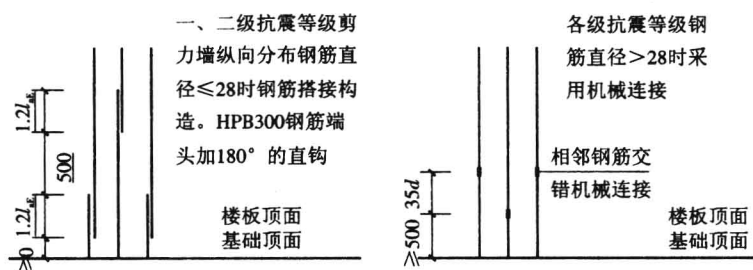 一、二级抗震等级剪
力墙纵向分布钢筋直
径≤28时钢筋搭接构
造。HPB300钢筋端
头加180°的直钩
1.2laE
500
1.2laE
≥0
楼板顶面
基础顶面
各级抗震等级钢
筋直径>28时采
用机械连接
相邻钢筋交
错机械连接
35d
≥500
楼板顶面
基础顶面